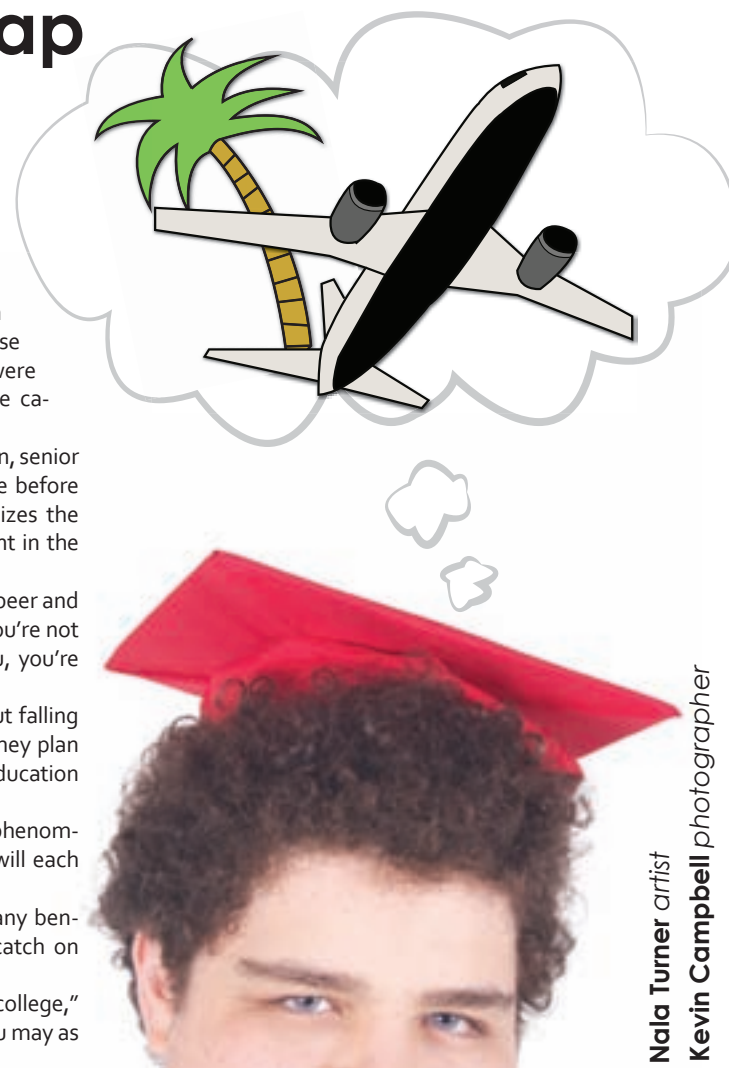 ap
se
vere
e ca-
n, senior
e before
izes the
nt in the
peer and
ou're not
u, you're
ut falling
hey plan
ducation
phenom-
will each
any ben-
catch on
college,"
u may as
Nala Turner artist
Kevin Campbell photographer